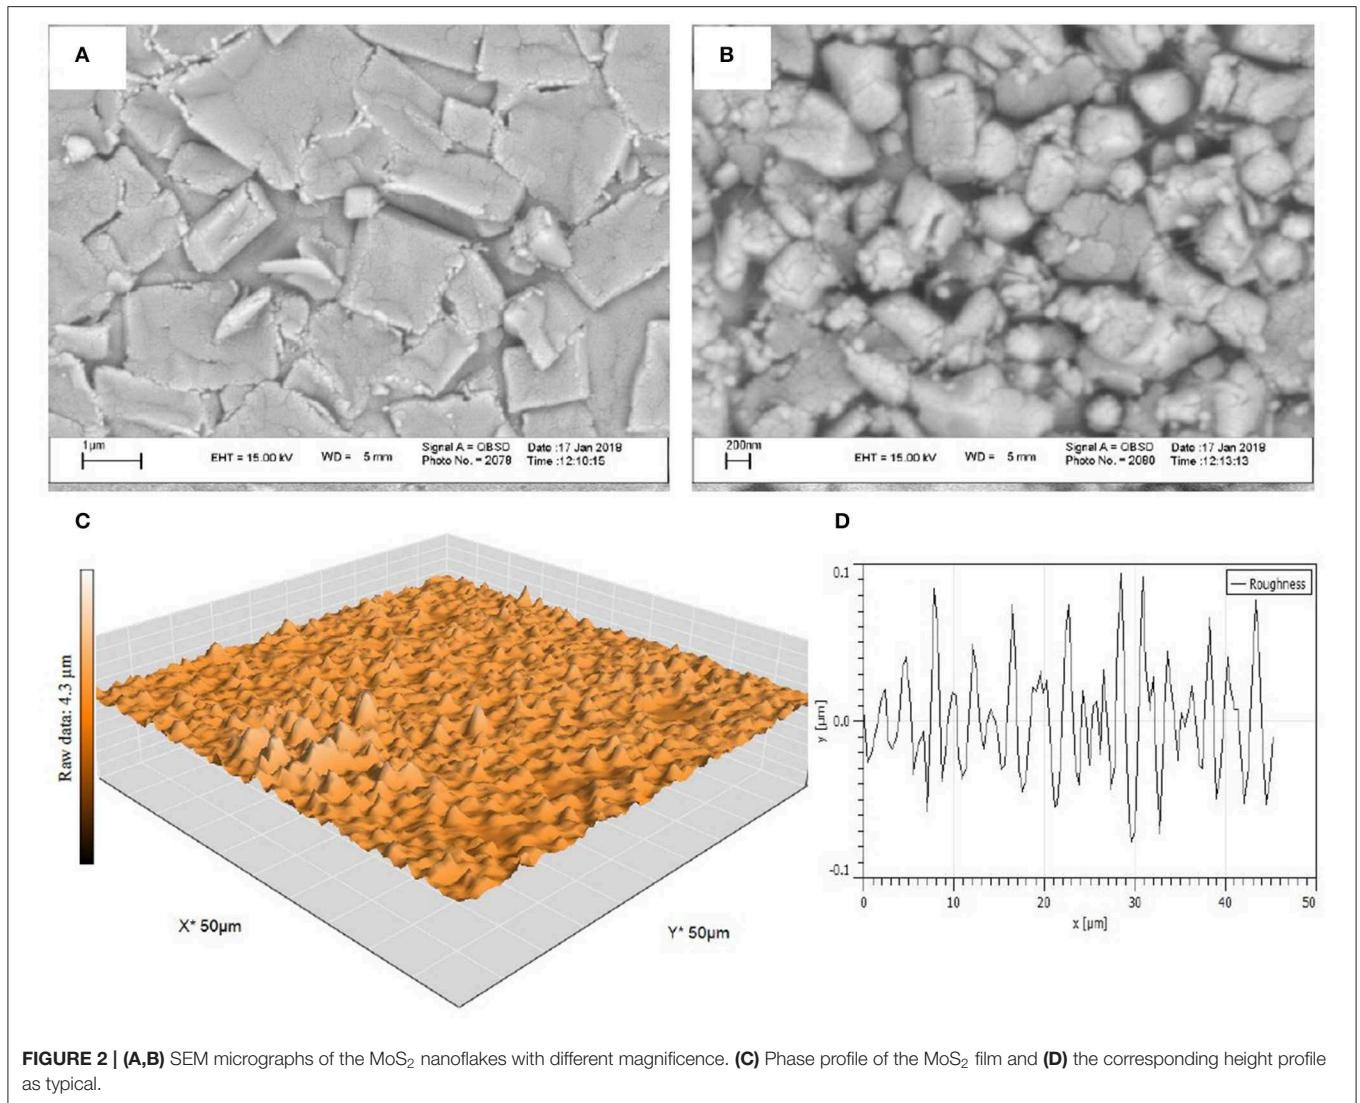 A
B
1μm
EHT = 15.00 kV
WD = 5 mm
Signal A = QBSD
Photo No. = 2078
Date :17 Jan 2018
Time :12:10:15
200nm
EHT = 15.00 kV
WD = 5 mm
Signal A = QBSD
Photo No. = 2080
Date :17 Jan 2018
Time :12:13:13
C
Raw data: 4.3 μm
X* 50μm
Y* 50μm
D
Roughness
0.1
0.0
-0.1
y [μm]
0 10 20 30 40 50
x [μm]
FIGURE 2 | (A,B) SEM micrographs of the MoS₂ nanoflakes with different magnificence. (C) Phase profile of the MoS₂ film and (D) the corresponding height profile
as typical.